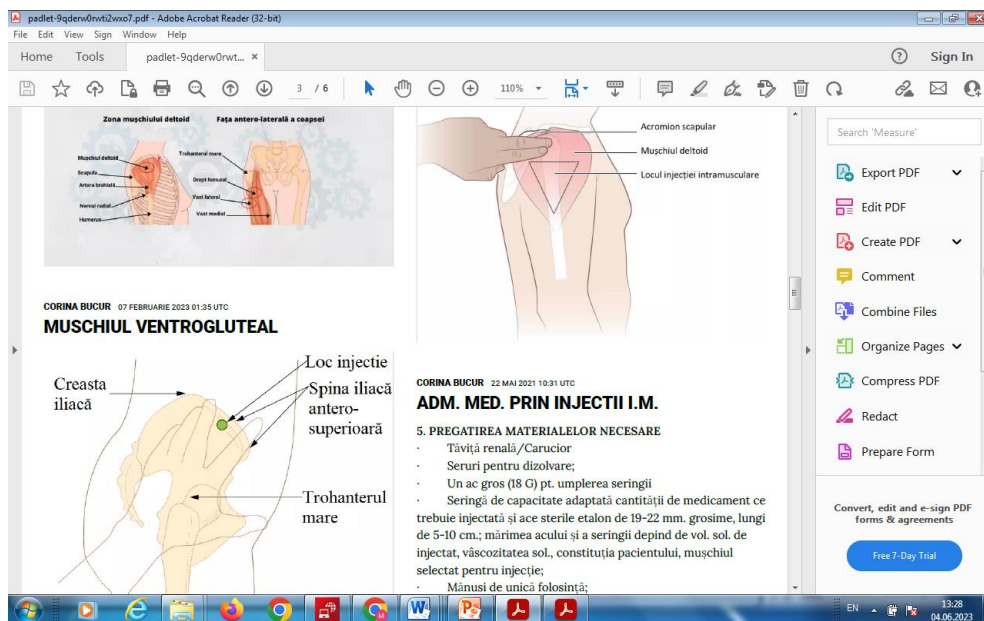 padlet-9qderw0rwti2wxo7.pdf - Adobe Acrobat Reader (32-bit)
File Edit View Sign Window Help
Home Tools padlet-9qderw0rwt... × Sign In
3 / 6 110%
Zona mușchiului deltoid Fața antero-laterală a coapsei
Mușchiul deltoid
Scapula
Artera brohială
Nervul radial
Humerus
Trohanterul mare
Drept femural
Vast lateral
Vast medial
CORINA BUCUR 07 FEBRUARIE 2023 01:35 UTC
MUSCHIUL VENTROGLUTEAL
Creasta
iliacă
Loc injectie
Spina iliacă
antero-
superioară
Trohanterul
mare
Acromion scapular
Mușchiul deltoid
Locul injecției intramusculare
CORINA BUCUR 22 MAI 2021 10:31 UTC
ADM. MED. PRIN INJECTII I.M.
5. PREGATIREA MATERIALELOR NECESARE
· Tăviță renală/Carucior
· Seruri pentru dizolvare;
· Un ac gros (18 G) pt. umplerea seringii
· Seringă de capacitate adaptată cantității de medicament ce
trebuie injectată și ace sterile etalon de 19-22 mm. grosime, lungi
de 5-10 cm.; mărimea acului și a seringii depind de vol. sol. de
injectat, vâscozitatea sol., constituția pacientului, mușchiul
selectat pentru injecție;
· Mănuși de unică folosință;
Search 'Measure'
Export PDF
Edit PDF
Create PDF
Comment
Combine Files
Organize Pages
Compress PDF
Redact
Prepare Form
Convert, edit and e-sign PDF
forms & agreements
Free 7-Day Trial
EN 13:28
04.06.2023